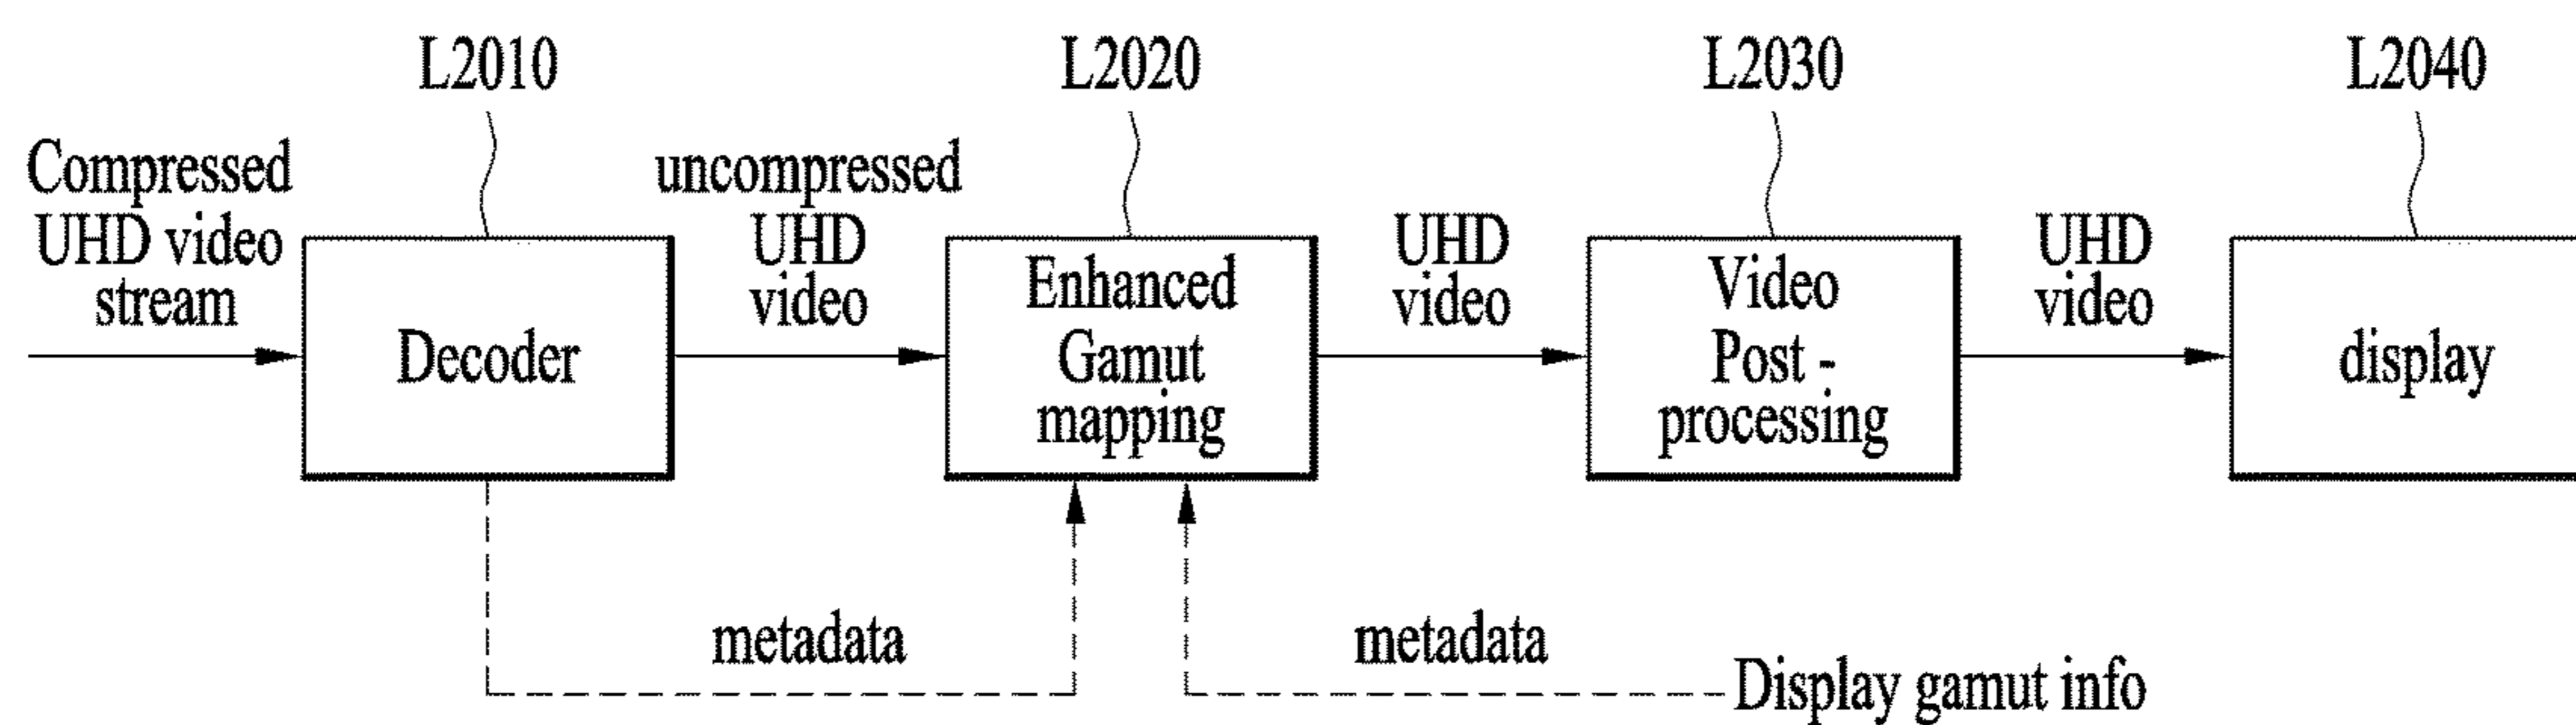 L2010
L2020
L2030
L2040
Compressed
UHD video
stream
uncompressed
UHD
video
UHD
video
UHD
video
Decoder
Enhanced
Gamut
mapping
Video
Post -
processing
display
metadata
metadata
Display gamut info